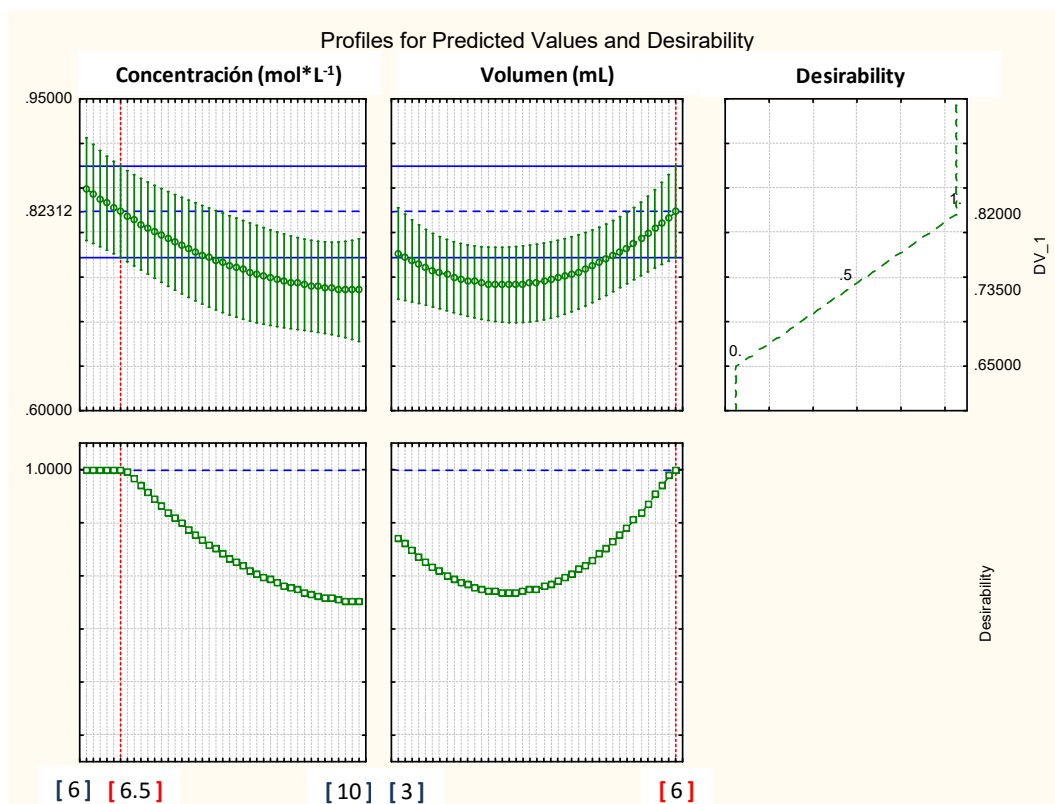 Profiles for Predicted Values and Desirability
Concentración (mol*L-1)
Volumen (mL)
Desirability
.95000
.82312
.60000
1.
.5
0.
.82000
.73500
.65000
DV_1
1.0000
Desirability
[ 6 ] [ 6.5 ] [ 10 ] [ 3 ] [ 6 ]